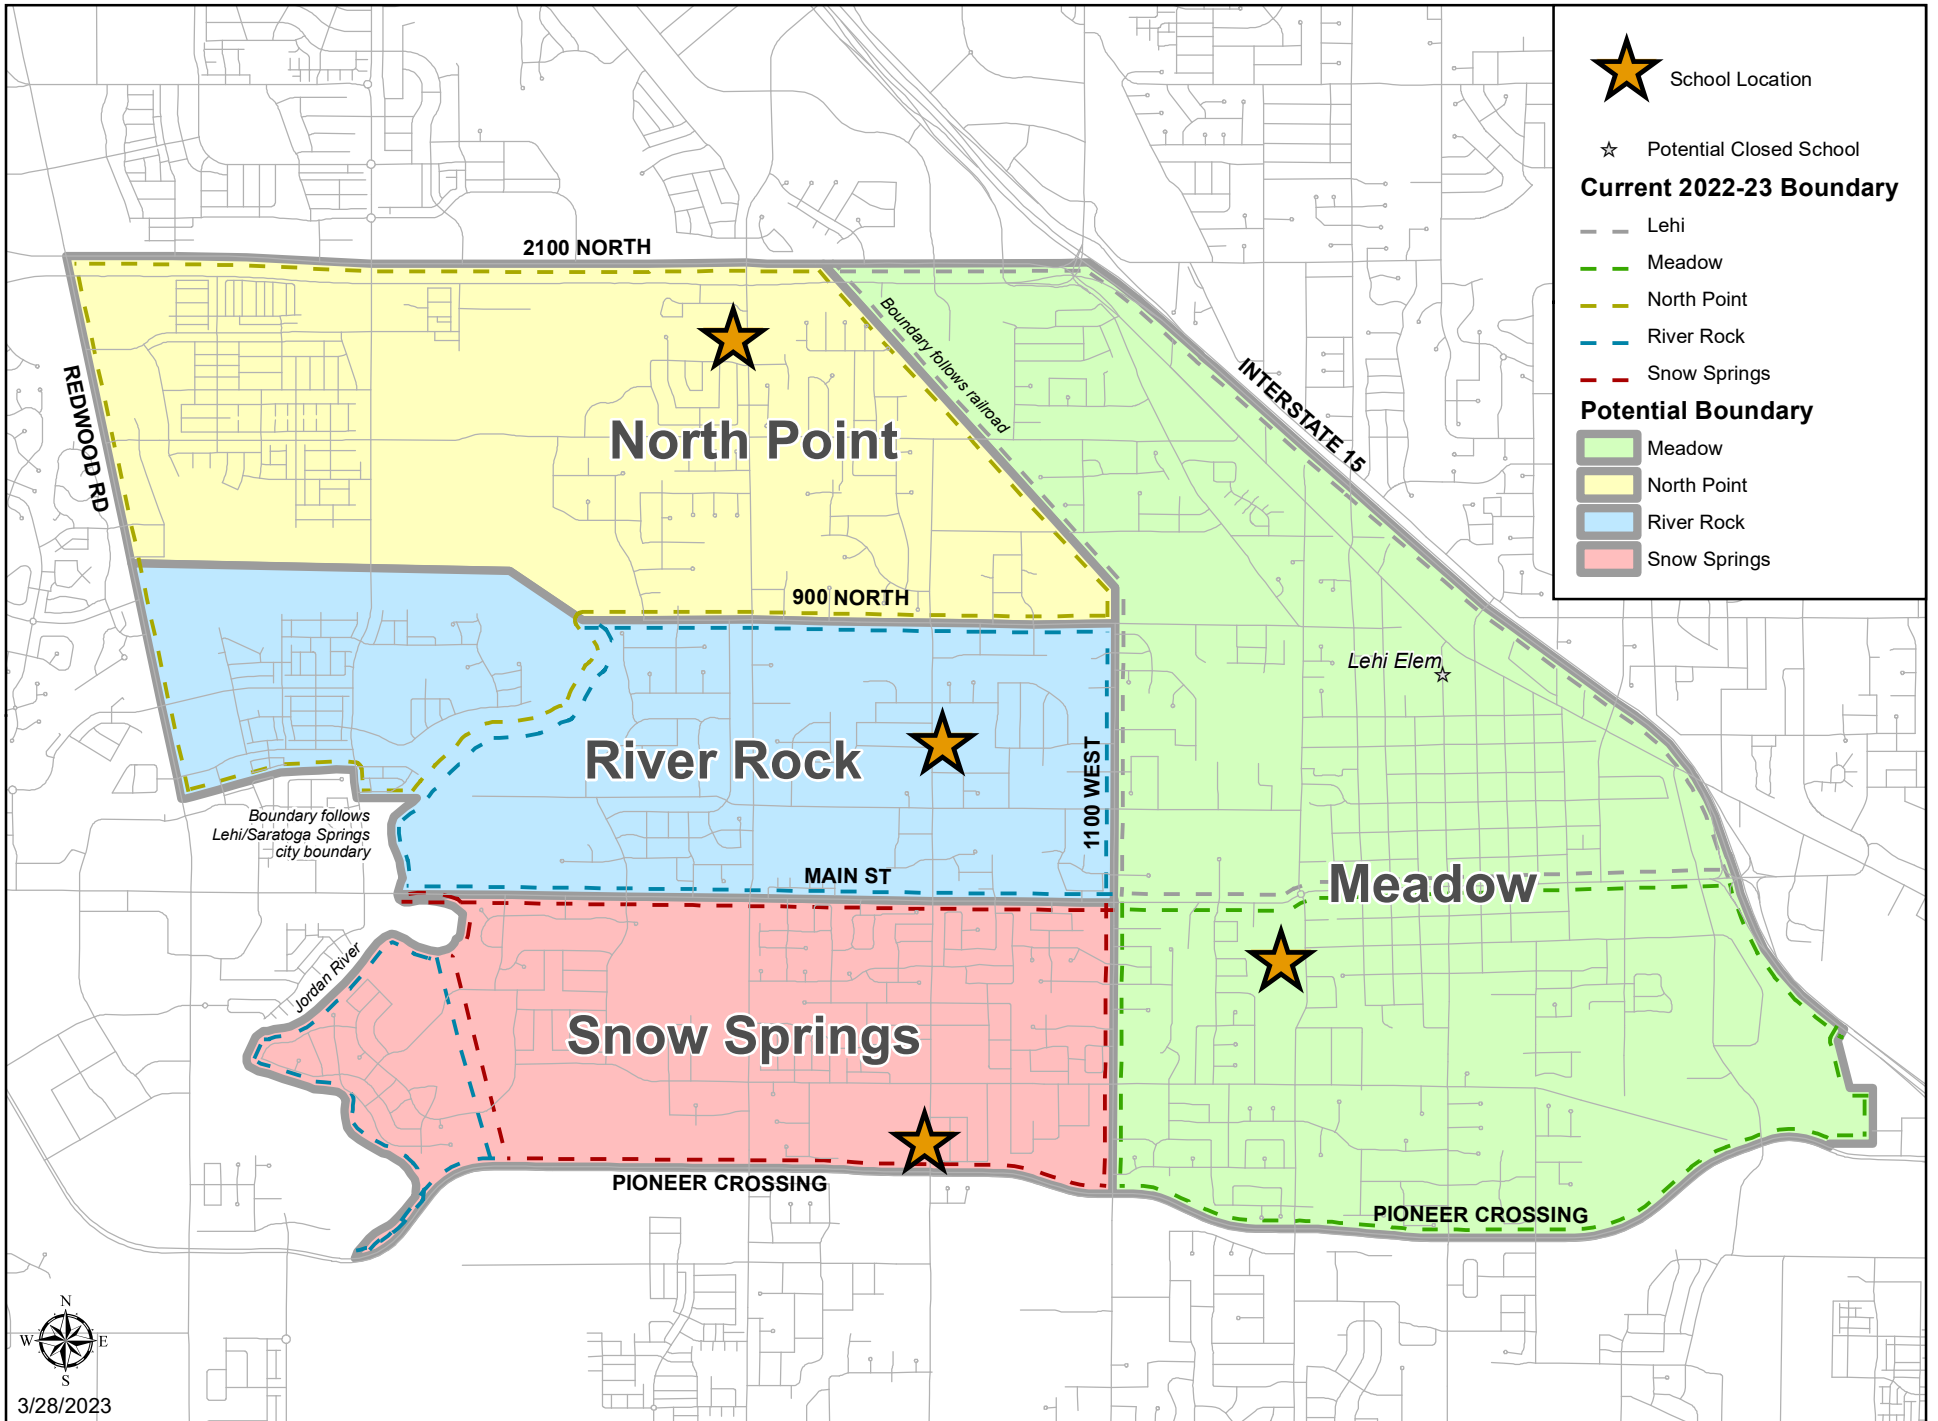 School Location
Potential Closed School
Current 2022-23 Boundary
Lehi
Meadow
North Point
River Rock
Snow Springs
Potential Boundary
Meadow
North Point
River Rock
Snow Springs
2100 NORTH
Boundary follows railroad
INTERSTATE 15
REDWOOD RD
North Point
900 NORTH
Lehi Elem
River Rock
1100 WEST
Boundary follows
Lehi/Saratoga Springs
city boundary
MAIN ST
Meadow
Jordan River
Snow Springs
PIONEER CROSSING
PIONEER CROSSING
N
W E
S
3/28/2023